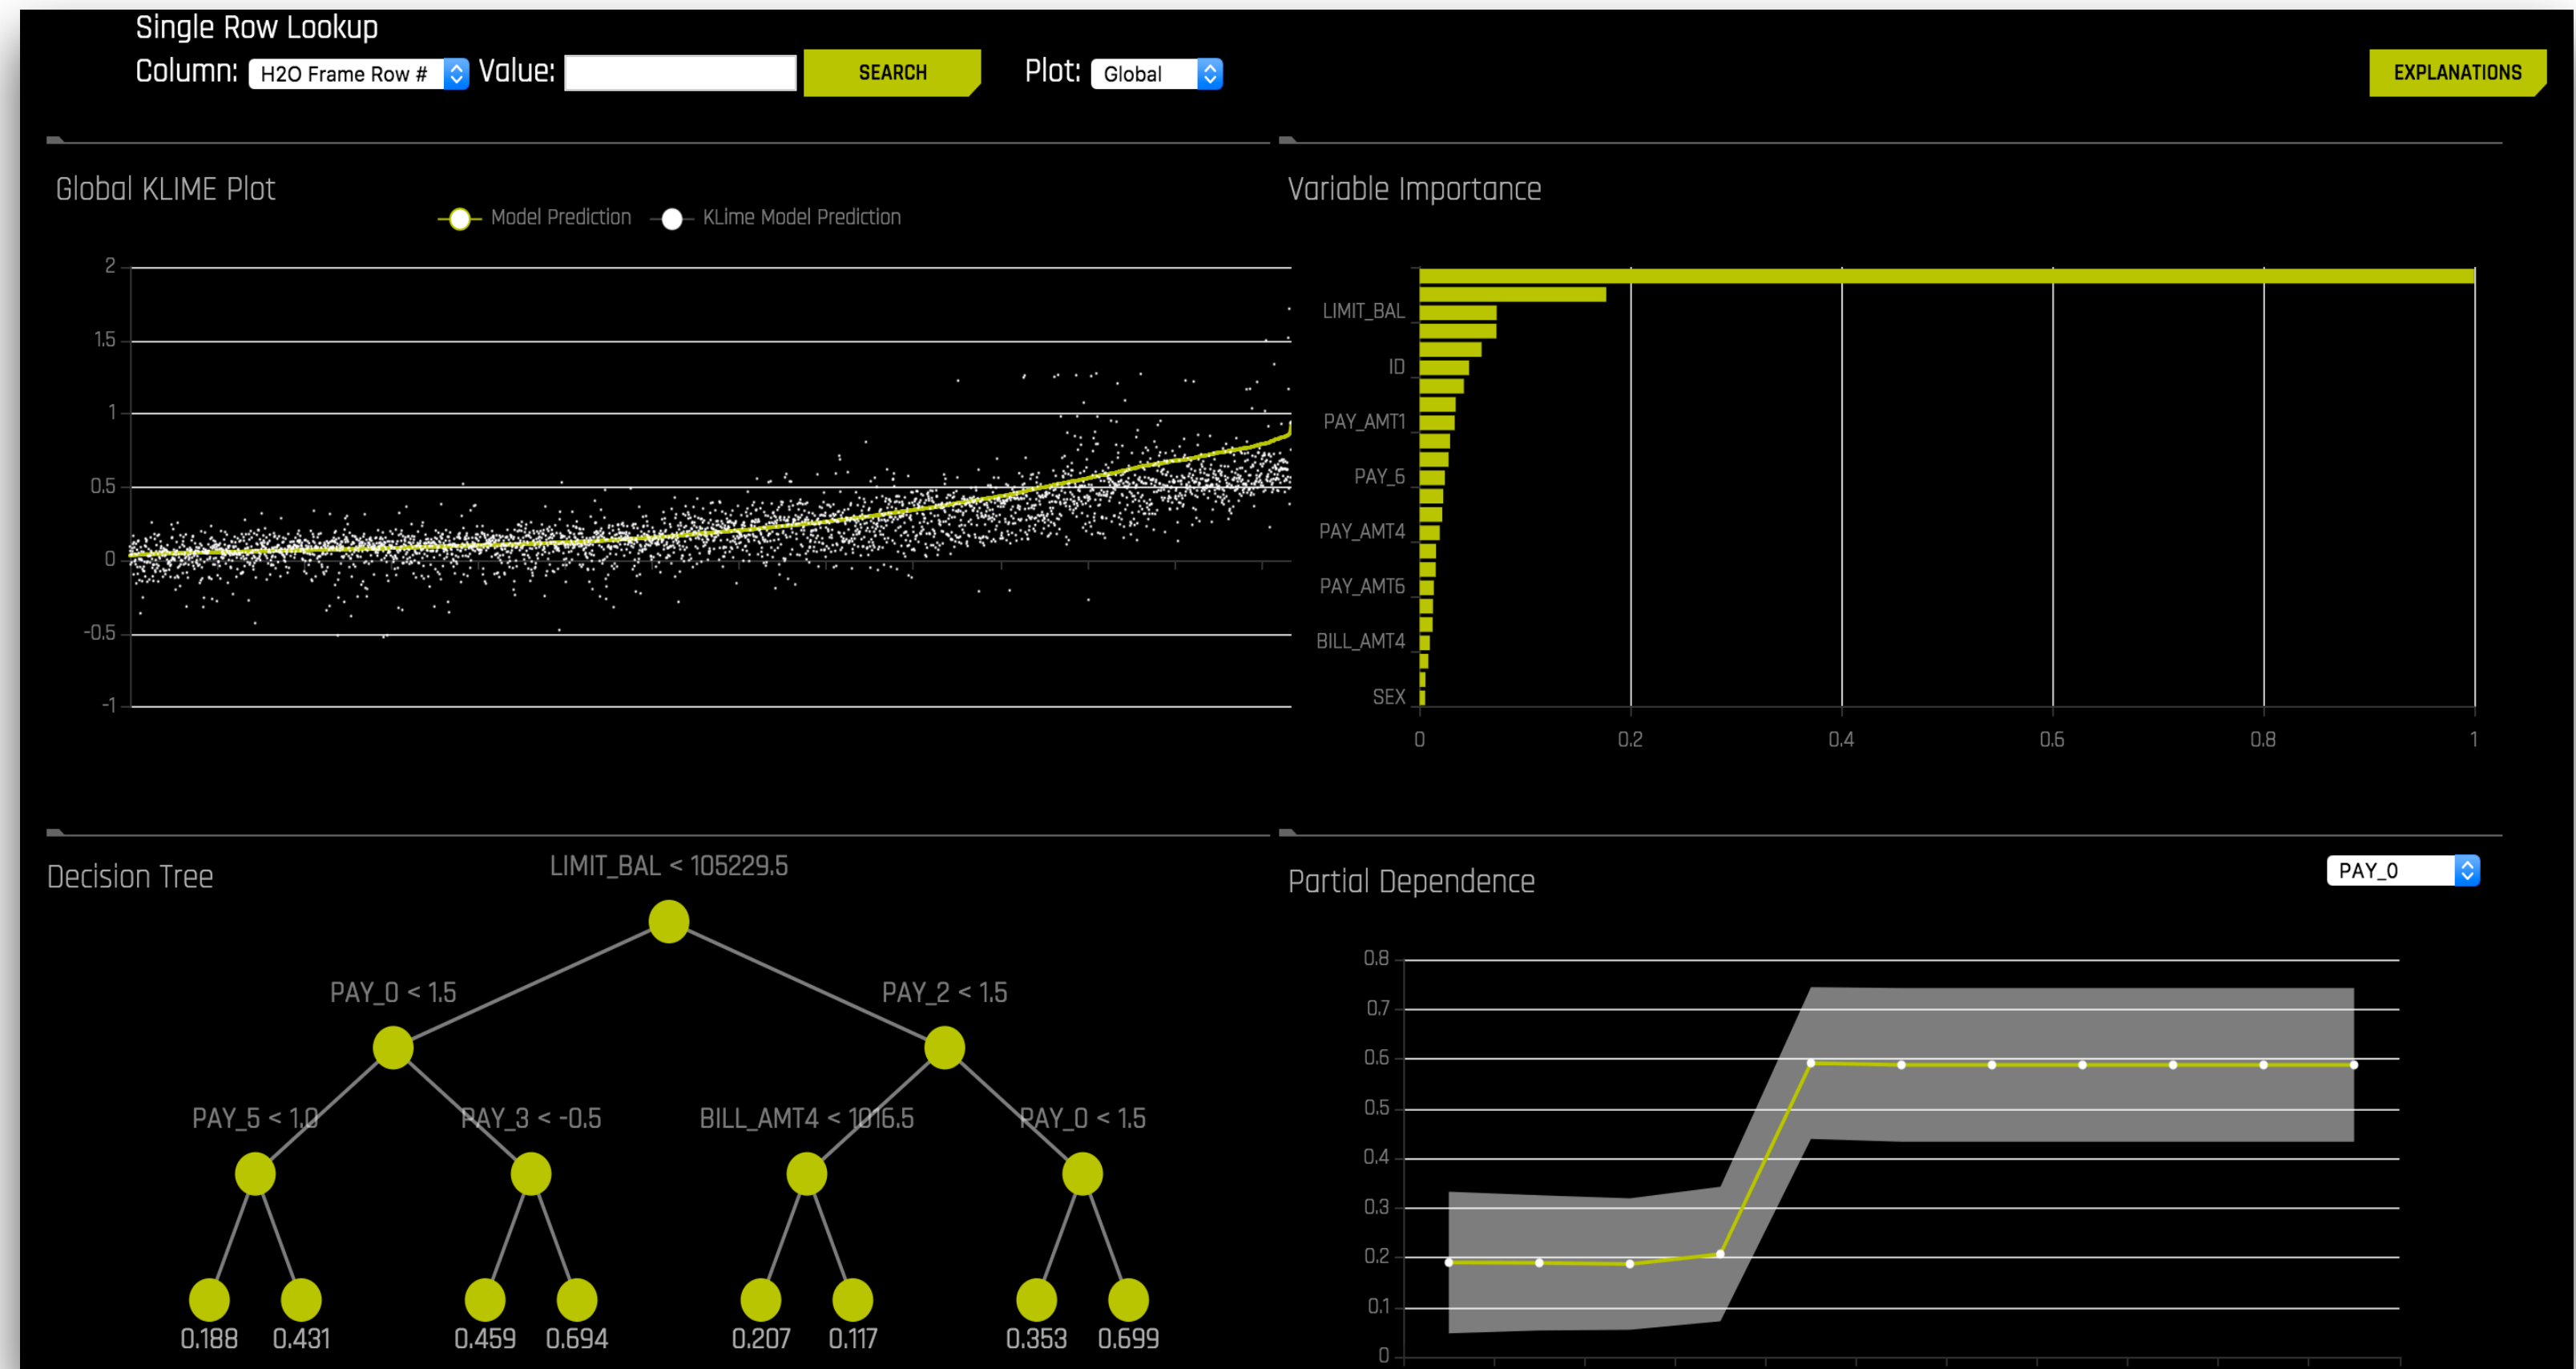 Single Row Lookup
Column: H2O Frame Row # Value: SEARCH Plot: Global EXPLANATIONS
Global KLIME Plot
Model Prediction KLime Model Prediction
2
1.5
1
0.5
0
-0.5
-1
Variable Importance
LIMIT_BAL
ID
PAY_AMT1
PAY_6
PAY_AMT4
PAY_AMT6
BILL_AMT4
SEX
0 0.2 0.4 0.6 0.8 1
Decision Tree
LIMIT_BAL < 105229.5
PAY_0 < 1.5 PAY_2 < 1.5
PAY_5 < 1.0 PAY_3 < -0.5 BILL_AMT4 < 1016.5 PAY_0 < 1.5
0.188 0.431 0.459 0.694 0.207 0.117 0.353 0.699
Partial Dependence PAY_0
0.8
0.7
0.6
0.5
0.4
0.3
0.2
0.1
0